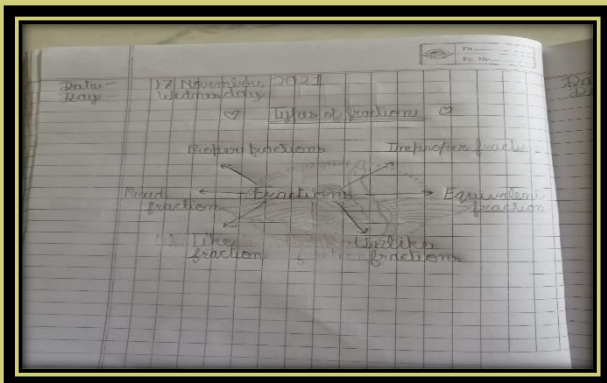 Date- 17 November 2021
Day- Wednesday
Types of fractions
Proper fractions
Improper
Mixed fraction
Fractions
Equivalent fraction
Like fraction
Unlike fractions